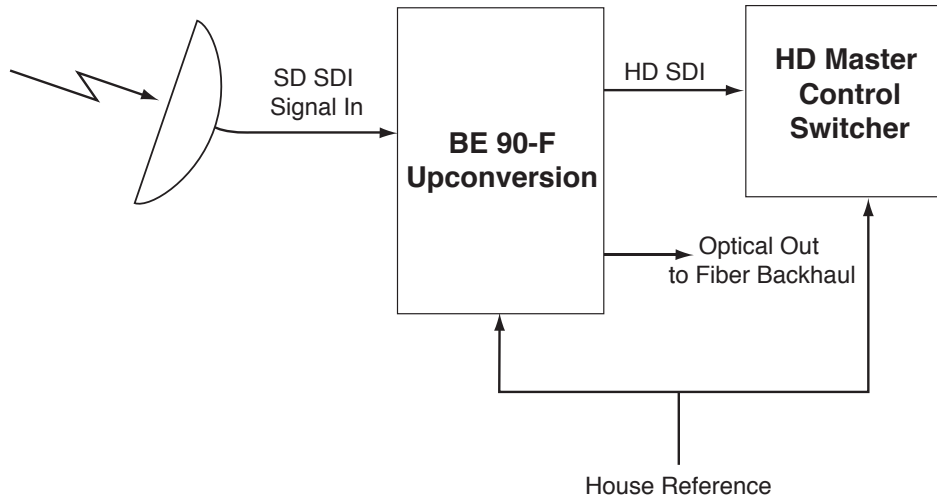 SD SDI
Signal In
BE 90-F
Upconversion
HD SDI
HD Master
Control
Switcher
Optical Out
to Fiber Backhaul
House Reference